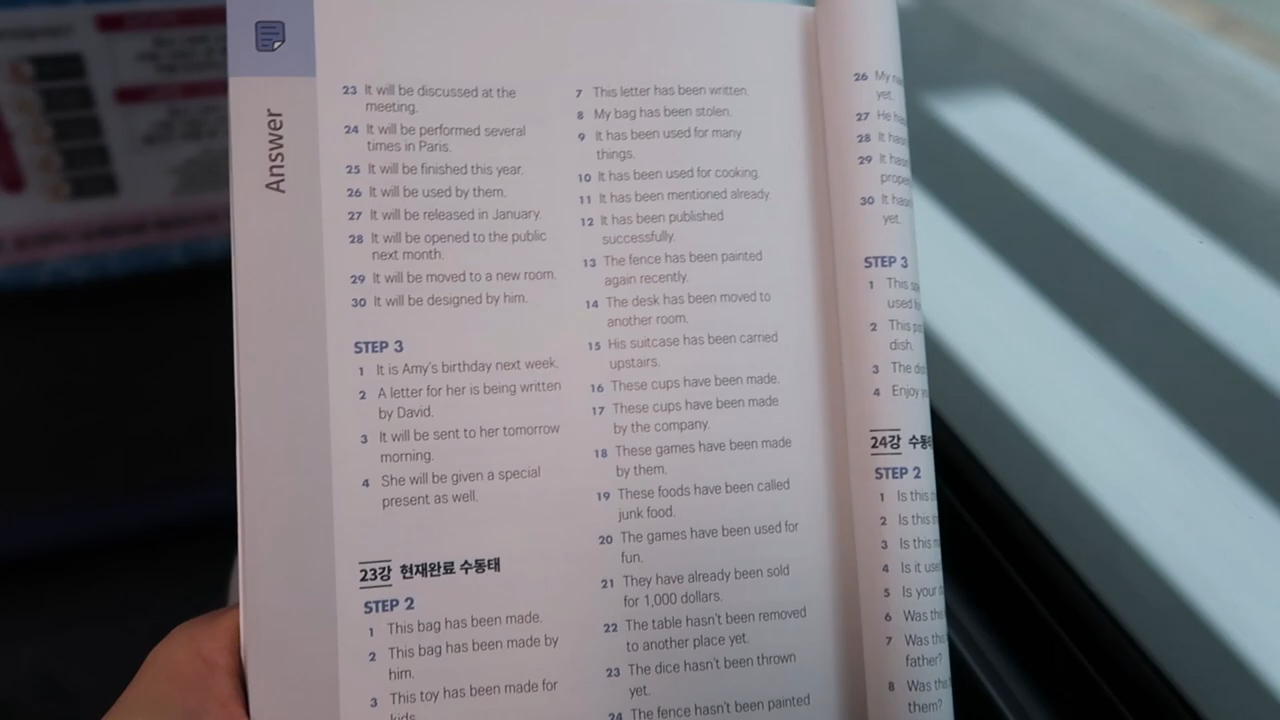 Answer
23 It will be discussed at the
meeting.
24 It will be performed several
times in Paris.
25 It will be finished this year.
26 It will be used by them.
27 It will be released in January.
28 It will be opened to the public
next month.
29 It will be moved to a new room.
30 It will be designed by him.
STEP 3
1 It is Amy's birthday next week.
2 A letter for her is being written
by David.
3 It will be sent to her tomorrow
morning.
4 She will be given a special
present as well.
23강 현재완료 수동태
STEP 2
1 This bag has been made.
2 This bag has been made by
him.
3 This toy has been made for
kids.
7 This letter has been written.
8 My bag has been stolen.
9 It has been used for many
things.
10 It has been used for cooking.
11 It has been mentioned already.
12 It has been published
successfully.
13 The fence has been painted
again recently.
14 The desk has been moved to
another room.
15 His suitcase has been carried
upstairs.
16 These cups have been made.
17 These cups have been made
by the company.
18 These games have been made
by them.
19 These foods have been called
junk food.
20 The games have been used for
fun.
21 They have already been sold
for 1,000 dollars.
22 The table hasn't been removed
to another place yet.
23 The dice hasn't been thrown
yet.
24 The fence hasn't been painted
26 My
yet.
27 He
28 It
29 It
30 It
yet.
STEP 3
1 This
used
2 This
dish.
3 The
4 Enjoy
24강
STEP 2
1 Is this
2 Is this
3 Is this
4 Is it
5 Is your
6 Was
7 Was
father?
8 Was
them?